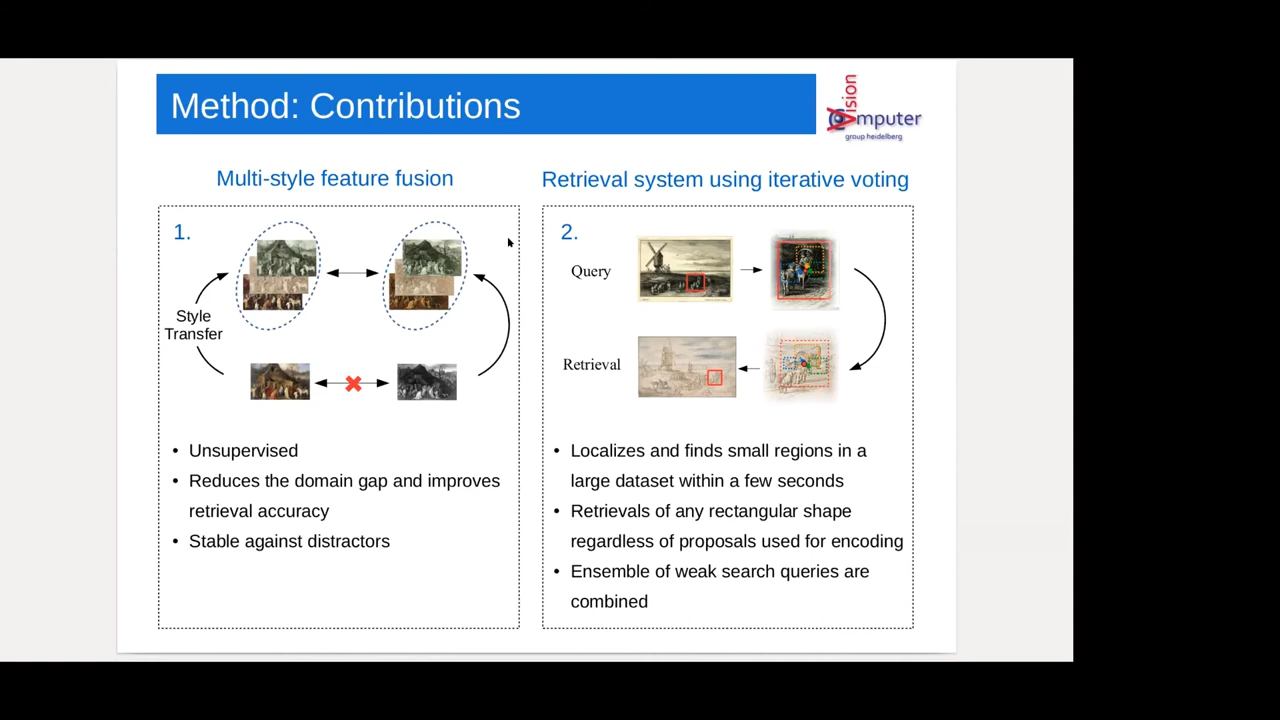 Method: Contributions
Vision
Computer
group heidelberg
Multi-style feature fusion
1.
Style
Transfer
• Unsupervised
• Reduces the domain gap and improves
retrieval accuracy
• Stable against distractors
Retrieval system using iterative voting
2.
Query
Retrieval
• Localizes and finds small regions in a
large dataset within a few seconds
• Retrievals of any rectangular shape
regardless of proposals used for encoding
• Ensemble of weak search queries are
combined